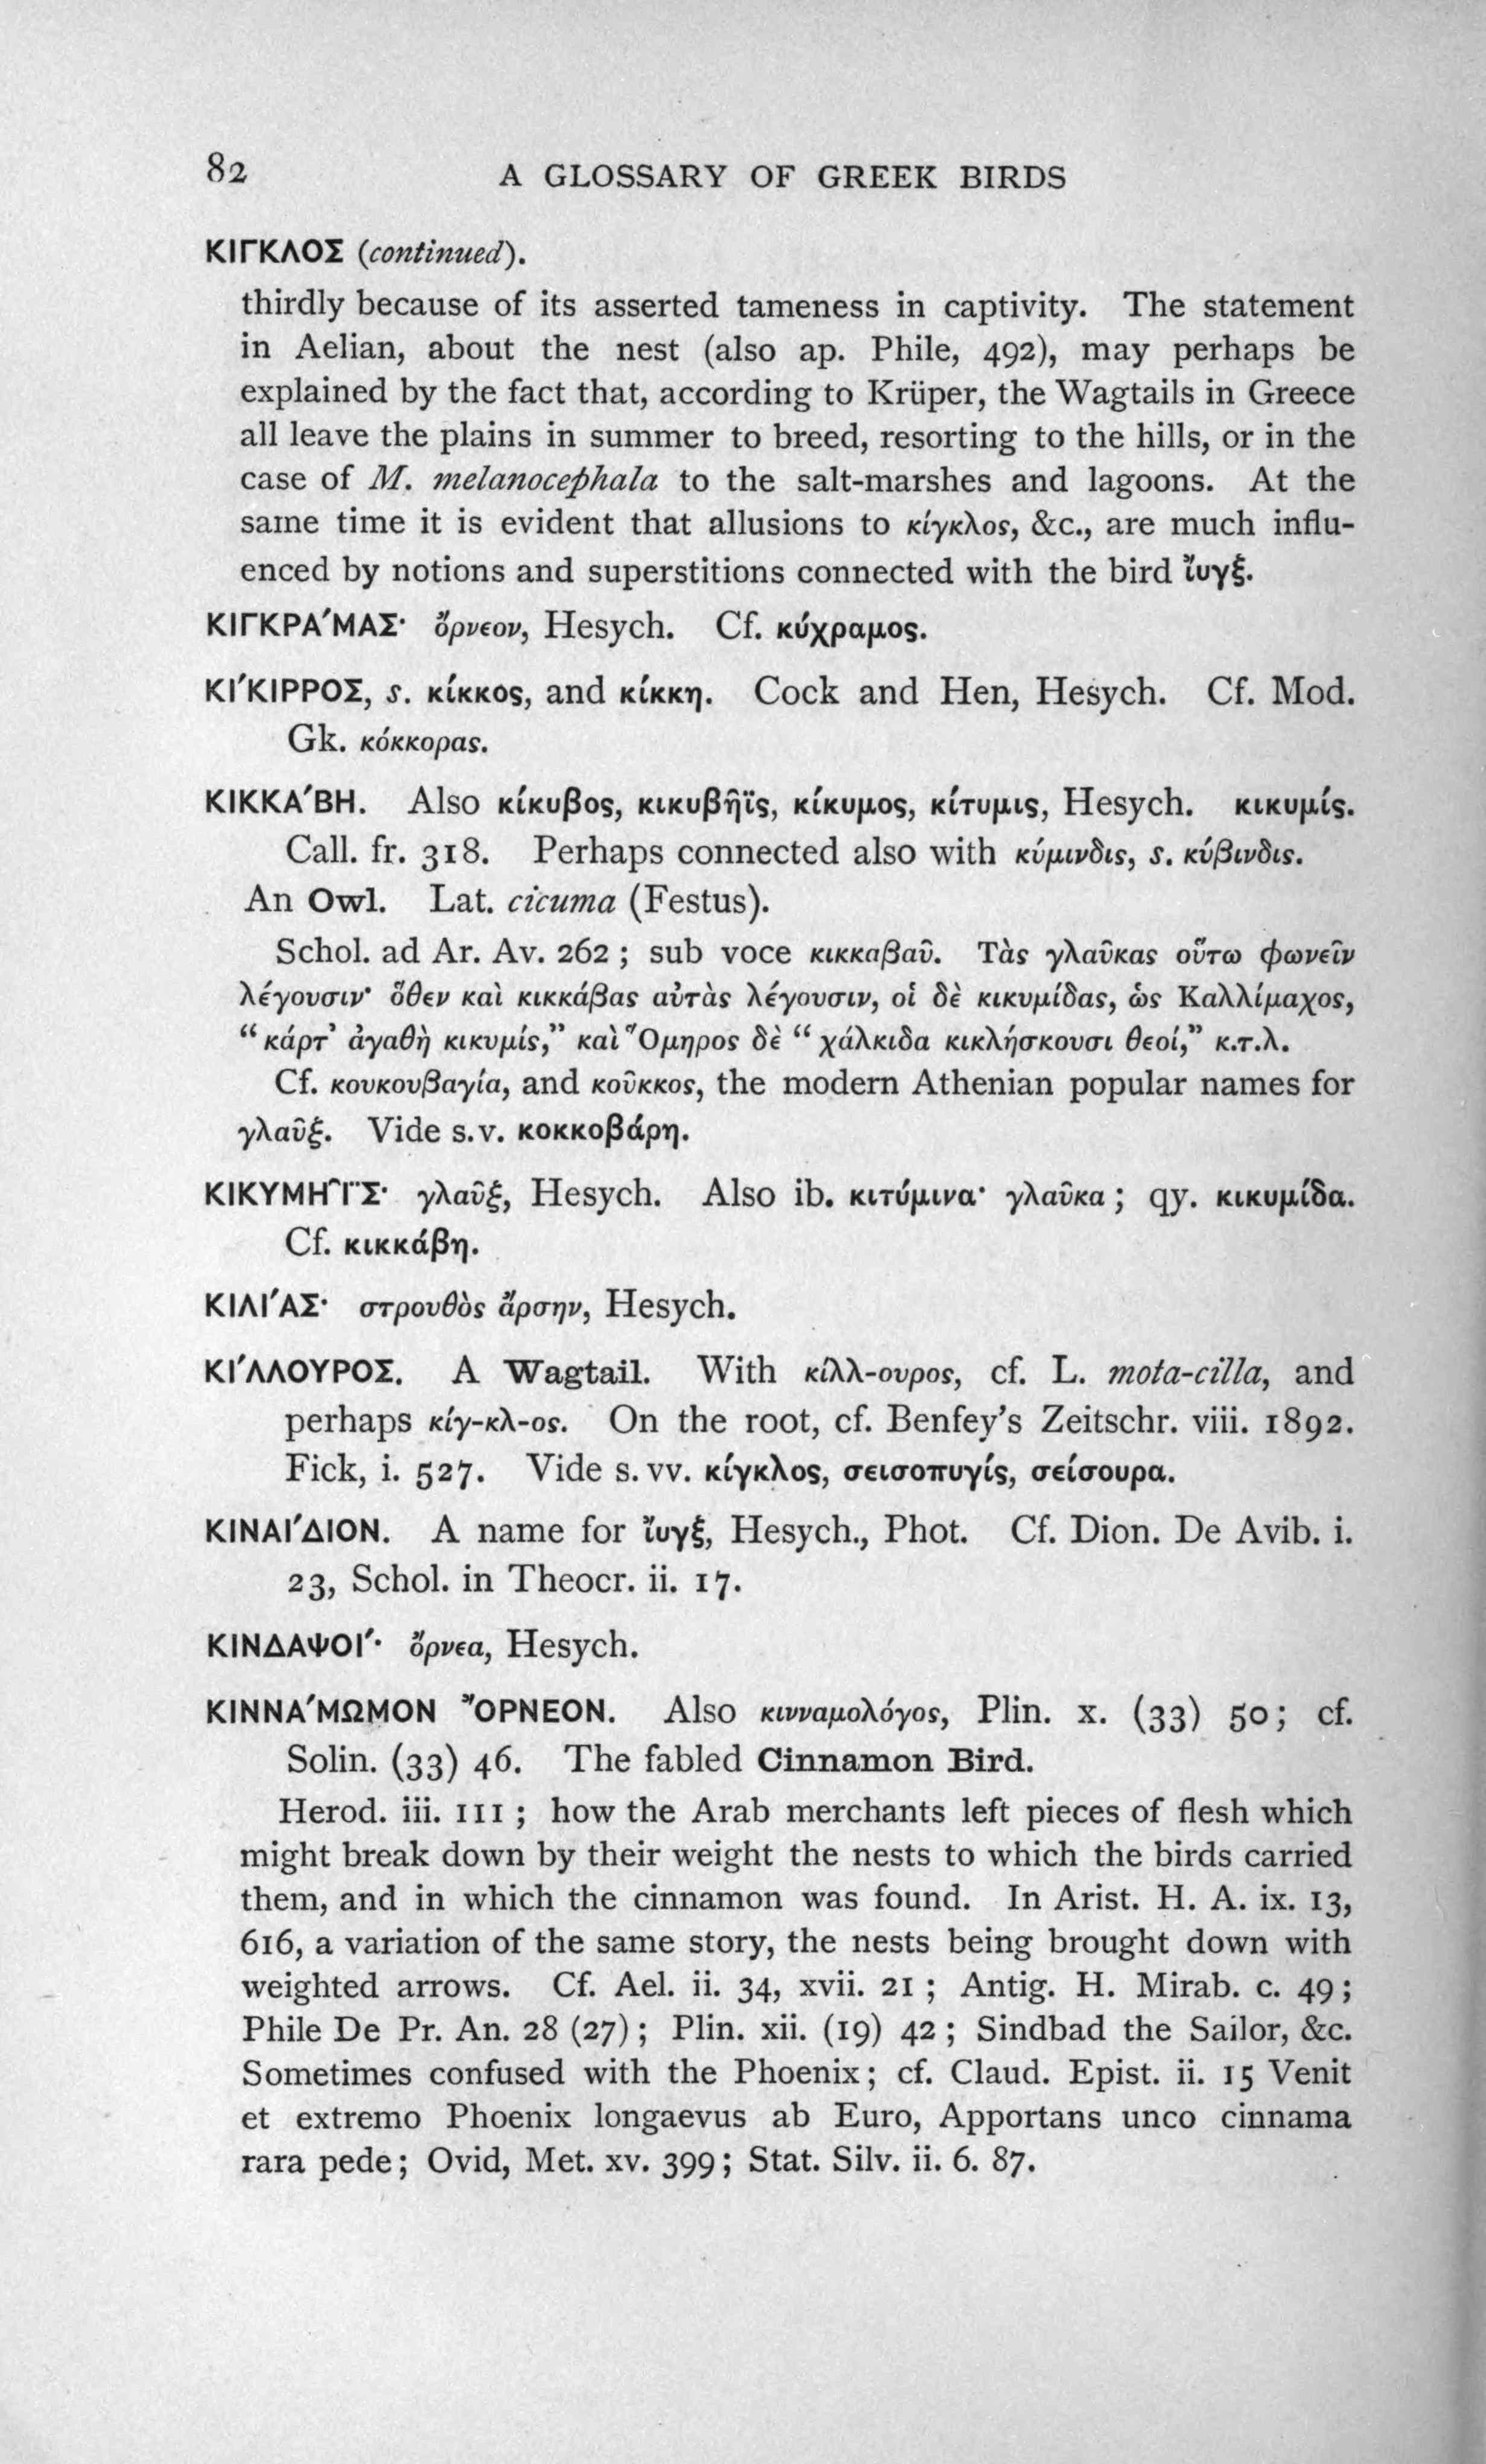 82 A GLOSSARY OF GREEK BIRDS
ΚΙΓΚΛΟΣ (continued).
thirdly because of its asserted tameness in captivity. The statement
in Aelian, about the nest (also ap. Phile, 492), may perhaps be
explained by the fact that, according to Krüper, the Wagtails in Greece
all leave the plains in summer to breed, resorting to the hills, or in the
case of M. melanocephala to the salt-marshes and lagoons. At the
same time it is evident that allusions to κίγκλος, &c., are much influ-
enced by notions and superstitions connected with the bird ἴυγξ.
ΚΙΓΚΡΑ´ΜΑΣ· ὄρνεον, Hesych. Cf. κύχραμος.
ΚΙ´ΚΙΡΡΟΣ, s. κίκκος, and κίκκη. Cock and Hen, Hesych. Cf. Mod.
Gk. κόκκορας.
ΚΙΚΚΑ´ΒΗ. Also κίκυβος, κικυβῆϊς, κίκυμος, κίτυμις, Hesych. κικυμίς.
Call. fr. 318. Perhaps connected also with κύμινδις, s. κύβινδις.
An Owl. Lat. cicuma (Festus).
Schol. ad Ar. Av. 262 ; sub voce κικκαβαῦ. Τὰς γλαῦκας οὕτω φωνεῖν
λέγουσιν· ὅθεν καὶ κικκάβας αὐτὰς λέγουσιν, οἱ δὲ κικυμίδας, ὡς Καλλίμαχος,
“ κάρτ’ ἀγαθὴ κικυμίς,” καὶ Ὅμηρος δὲ “ χάλκιδα κικλήσκουσι θεοί,” κ.τ.λ.
Cf. κουκουβαγία, and κοῦκκος, the modern Athenian popular names for
γλαῦξ. Vide s.v. κοκκοβάρη.
ΚΙΚΥΜΗ῀Ι¨Σ· γλαῦξ, Hesych. Also ib. κιτύμινα· γλαῦκα ; qy. κικυμίδα.
Cf. κικκάβη.
ΚΙΛΙ´ΑΣ· στρουθὸς ἄρσην, Hesych.
ΚΙ´ΛΛΟΥΡΟΣ. A Wagtail. With κίλλ-ουρος, cf. L. mota-cilla, and
perhaps κίγ-κλ-ος. On the root, cf. Benfey’s Zeitschr. viii. 1892.
Fick, i. 527. Vide s. vv. κίγκλος, σεισοπυγίς, σείσουρα.
ΚΙΝΑΙ´ΔΙΟΝ. A name for ἴυγξ, Hesych., Phot. Cf. Dion. De Avib. i.
23, Schol. in Theocr. ii. 17.
ΚΙΝΔΑΨΟΙ´· ὄρνεα, Hesych.
ΚΙΝΝΑ´ΜΩΜΟΝ ῎ΟΡΝΕΟΝ. Also κινναμολόγος, Plin. x. (33) 50 ; cf.
Solin. (33) 46. The fabled Cinnamon Bird.
Herod. iii. 111 ; how the Arab merchants left pieces of flesh which
might break down by their weight the nests to which the birds carried
them, and in which the cinnamon was found. In Arist. H. A. ix. 13,
616, a variation of the same story, the nests being brought down with
weighted arrows. Cf. Ael. ii. 34, xvii. 21 ; Antig. H. Mirab. c. 49 ;
Phile De Pr. An. 28 (27) ; Plin. xii. (19) 42 ; Sindbad the Sailor, &c.
Sometimes confused with the Phoenix ; cf. Claud. Epist. ii. 15 Venit
et extremo Phoenix longaevus ab Euro, Apportans unco cinnama
rara pede ; Ovid, Met. xv. 399 ; Stat. Silv. ii. 6. 87.